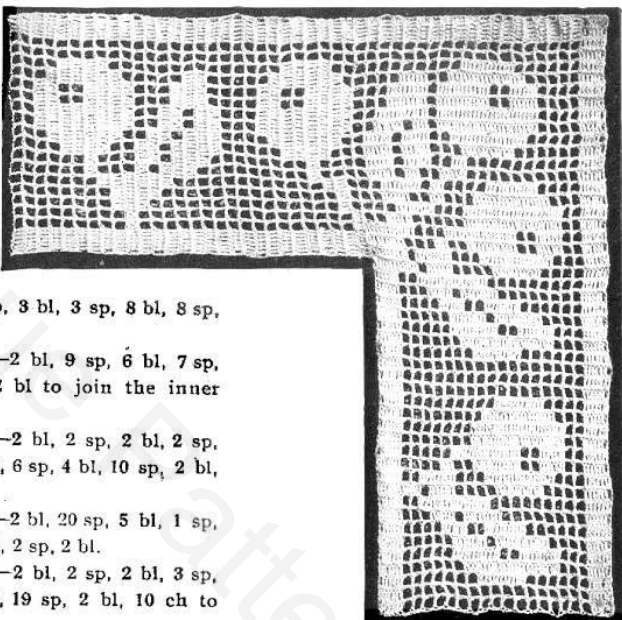 , 3 bl, 3 sp, 8 bl, 8 sp,
-2 bl, 9 sp, 6 bl, 7 sp,
bl to join the inner
-2 bl, 2 sp, 2 bl, 2 sp,
, 6 sp, 4 bl, 10 sp, 2 bl,
-2 bl, 20 sp, 5 bl, 1 sp,
, 2 sp, 2 bl.
-2 bl, 2 sp, 2 bl, 3 sp,
, 19 sp, 2 bl, 10 ch to